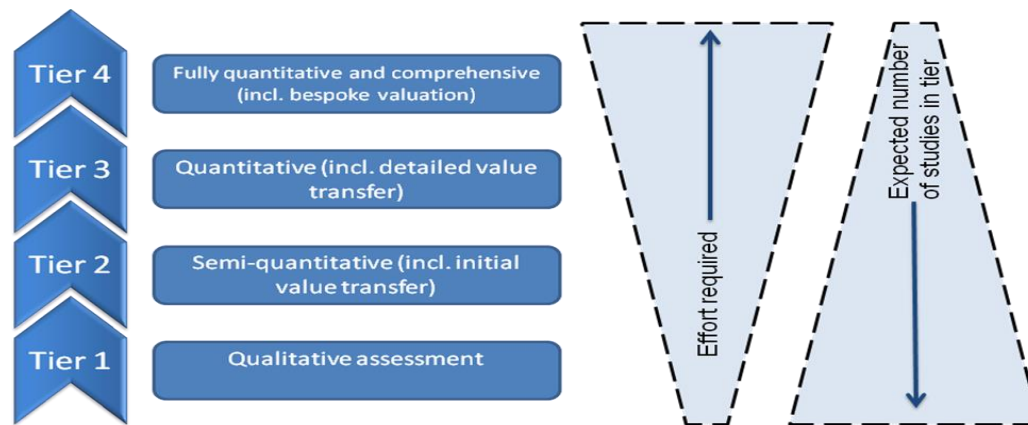 Tier 4
Fully quantitative and comprehensive
(incl. bespoke valuation)
Tier 3
Quantitative (incl. detailed value
transfer)
Tier 2
Semi-quantitative (incl. initial
value transfer)
Tier 1
Qualitative assessment
Effort required
Expected number
of studies in tier